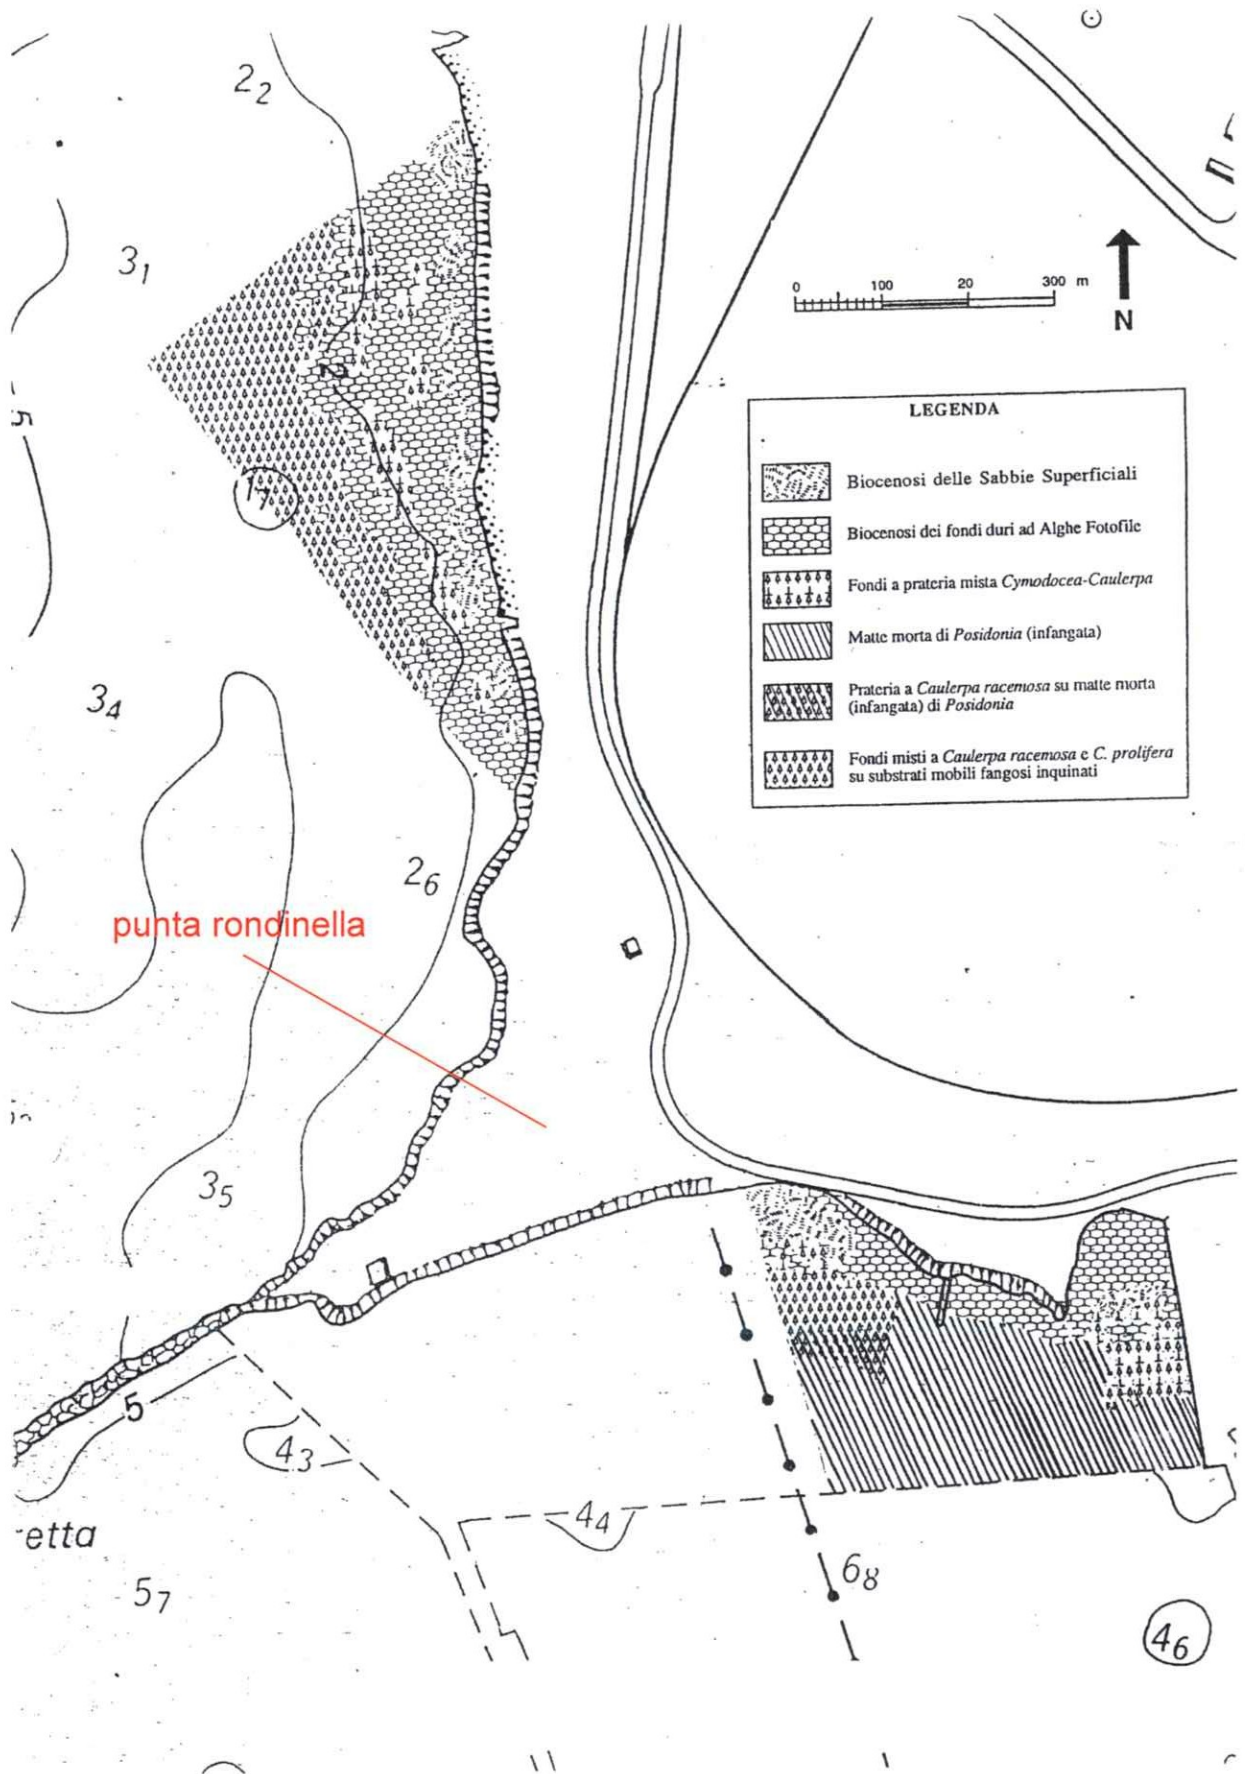 2₂
3₁
0 100 20 300 m
N
5
2
LEGENDA
Biocenosi delle Sabbie Superficiali
Biocenosi dei fondi duri ad Alghe Fotofile
17
Fondi a prateria mista Cymodocea-Caulerpa
Matte morta di Posidonia (infangata)
3₄
Prateria a Caulerpa racemosa su matte morta
(infangata) di Posidonia
Fondi misti a Caulerpa racemosa e C. prolifera
su substrati mobili fangosi inquinati
2₆
punta rondinella
3₅
5
4₃
4₄
-etta
5₇
6₈
4₆